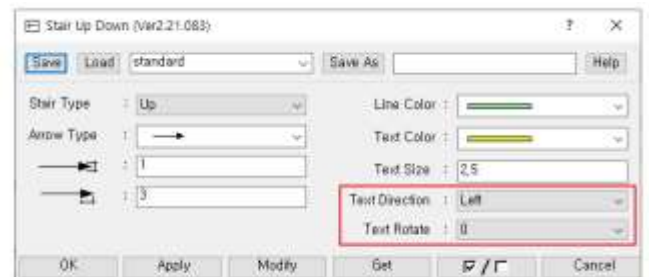 Stair Up Down (Ver2.21.083)
? ×
Save Load standard Save As Help
Stair Type : Up
Arrow Type :
: 1
: 3
Line Color :
Text Color :
Text Size : 2,5
Text Direction : Left
Text Rotate : 0
OK Apply Modify Get ☑/☐ Cancel